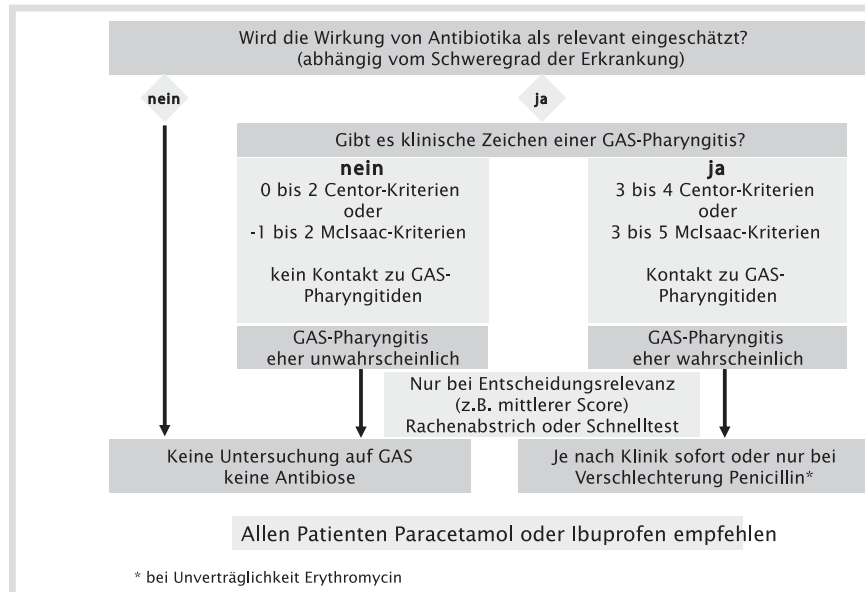 Wird die Wirkung von Antibiotika als relevant eingeschätzt?
(abhängig vom Schweregrad der Erkrankung)
nein
ja
Gibt es klinische Zeichen einer GAS-Pharyngitis?
nein
0 bis 2 Centor-Kriterien
oder
-1 bis 2 McIsaac-Kriterien
kein Kontakt zu GAS-
Pharyngitiden
ja
3 bis 4 Centor-Kriterien
oder
3 bis 5 McIsaac-Kriterien
Kontakt zu GAS-
Pharyngitiden
GAS-Pharyngitis
eher unwahrscheinlich
GAS-Pharyngitis
eher wahrscheinlich
Nur bei Entscheidungsrelevanz
(z.B. mittlerer Score)
Rachenabstrich oder Schnelltest
Keine Untersuchung auf GAS
keine Antibiose
Je nach Klinik sofort oder nur bei
Verschlechterung Penicillin*
Allen Patienten Paracetamol oder Ibuprofen empfehlen
* bei Unverträglichkeit Erythromycin